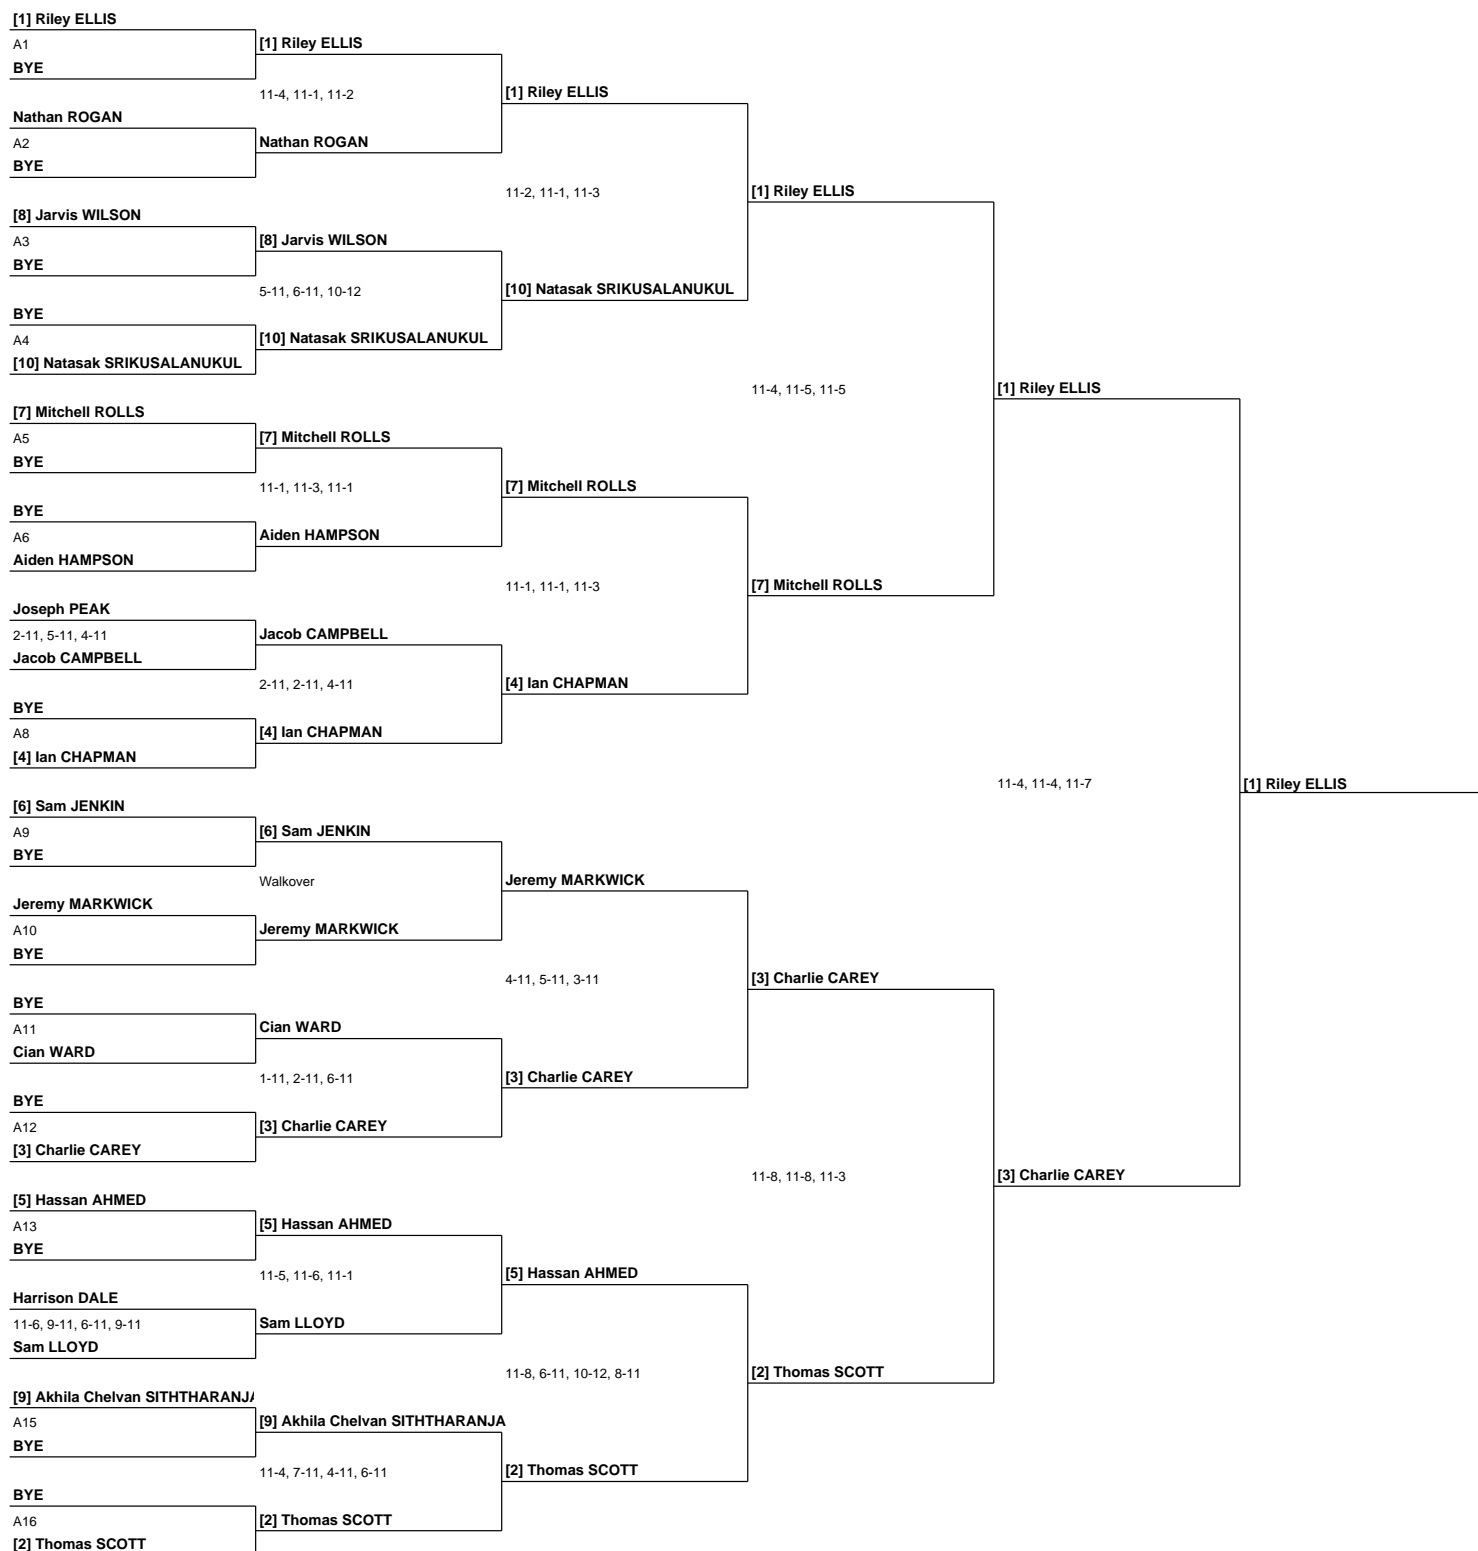 [1] Riley ELLIS
A1
BYE
Nathan ROGAN
A2
BYE
[8] Jarvis WILSON
A3
BYE
BYE
A4
[10] Natasak SRIKUSALANUKUL
[7] Mitchell ROLLS
A5
BYE
BYE
A6
Aiden HAMPSON
Joseph PEAK
2-11, 5-11, 4-11
Jacob CAMPBELL
BYE
A8
[4] Ian CHAPMAN
[6] Sam JENKIN
A9
BYE
Jeremy MARKWICK
A10
BYE
BYE
A11
Cian WARD
BYE
A12
[3] Charlie CAREY
[5] Hassan AHMED
A13
BYE
Harrison DALE
11-6, 9-11, 6-11, 9-11
Sam LLOYD
[9] Akhila Chelvan SITHTHARANJA
A15
BYE
BYE
A16
[2] Thomas SCOTT
[1] Riley ELLIS
11-4, 11-1, 11-2
Nathan ROGAN
[8] Jarvis WILSON
5-11, 6-11, 10-12
[10] Natasak SRIKUSALANUKUL
[7] Mitchell ROLLS
11-1, 11-3, 11-1
Aiden HAMPSON
Jacob CAMPBELL
2-11, 2-11, 4-11
[4] Ian CHAPMAN
[6] Sam JENKIN
Walkover
Jeremy MARKWICK
Cian WARD
1-11, 2-11, 6-11
[3] Charlie CAREY
[5] Hassan AHMED
11-5, 11-6, 11-1
Sam LLOYD
[9] Akhila Chelvan SITHTHARANJA
11-4, 7-11, 4-11, 6-11
[2] Thomas SCOTT
[1] Riley ELLIS
11-2, 11-1, 11-3
[10] Natasak SRIKUSALANUKUL
[7] Mitchell ROLLS
11-1, 11-1, 11-3
[4] Ian CHAPMAN
Jeremy MARKWICK
4-11, 5-11, 3-11
[3] Charlie CAREY
[5] Hassan AHMED
11-8, 6-11, 10-12, 8-11
[2] Thomas SCOTT
[1] Riley ELLIS
11-4, 11-5, 11-5
[7] Mitchell ROLLS
[3] Charlie CAREY
11-8, 11-8, 11-3
[2] Thomas SCOTT
[1] Riley ELLIS
11-4, 11-4, 11-7
[3] Charlie CAREY
[1] Riley ELLIS